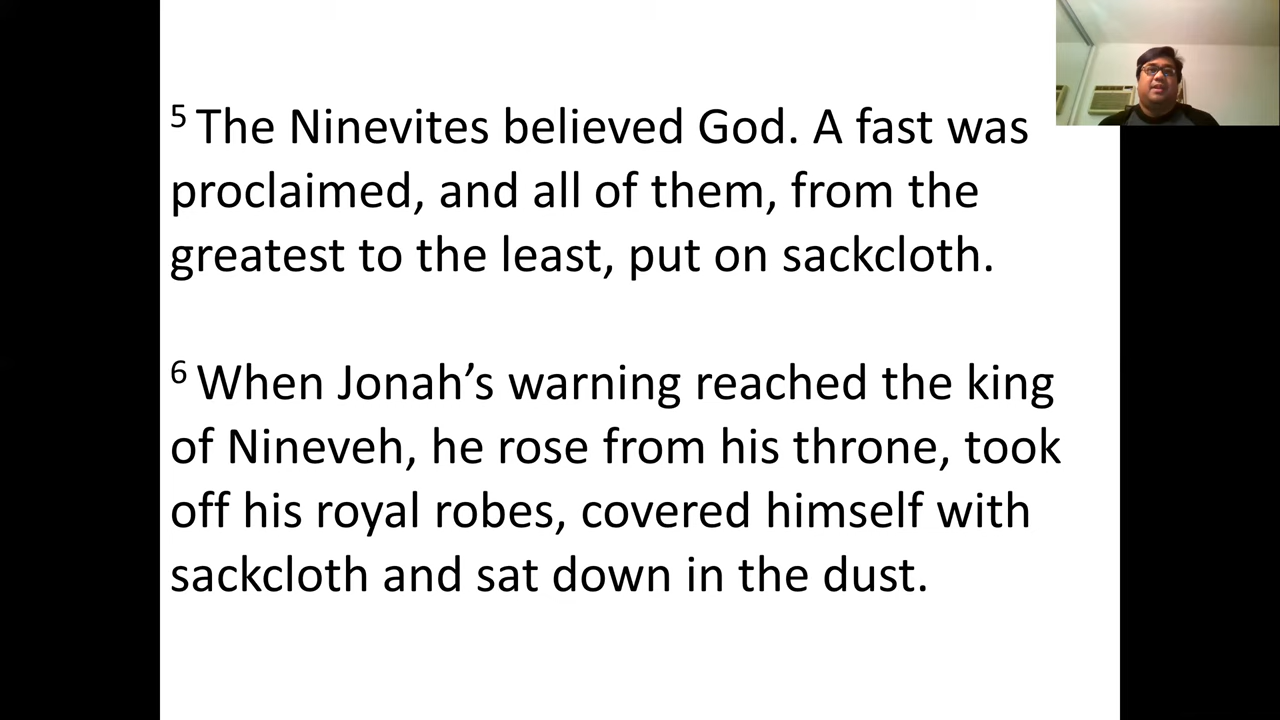 5 The Ninevites believed God. A fast was
proclaimed, and all of them, from the
greatest to the least, put on sackcloth.
6 When Jonah’s warning reached the king
of Nineveh, he rose from his throne, took
off his royal robes, covered himself with
sackcloth and sat down in the dust.